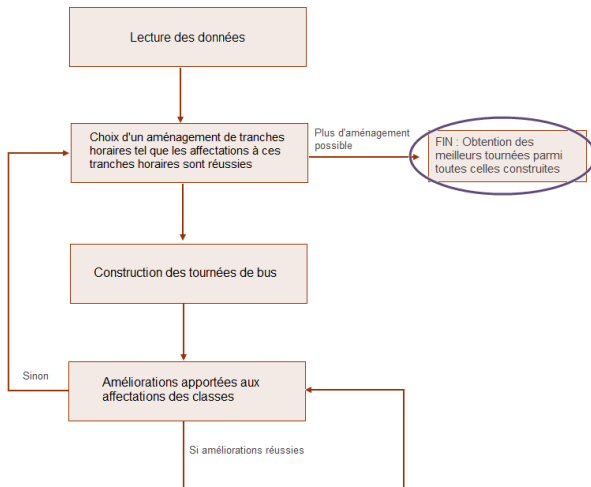 Lecture des données
Choix d'un aménagement de tranches
horaires tel que les affectations à ces
tranches horaires sont réussies
Plus d'aménagement
possible
FIN : Obtention des
meilleurs tournées parmi
toutes celles construites
Construction des tournées de bus
Sinon
Améliorations apportées aux
affectations des classes
Si améliorations réussies